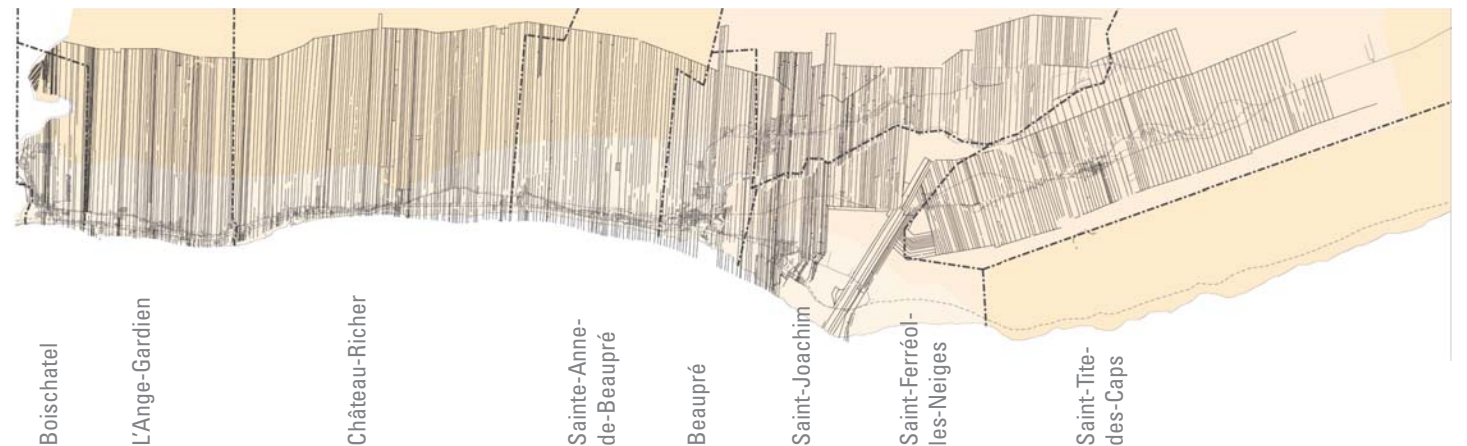 Boischatel
L'Ange-Gardien
Château-Richer
Sainte-Anne-
de-Beaupré
Beaupré
Saint-Joachim
Saint-Ferréol-
les-Neiges
Saint-Tite-
des-Caps